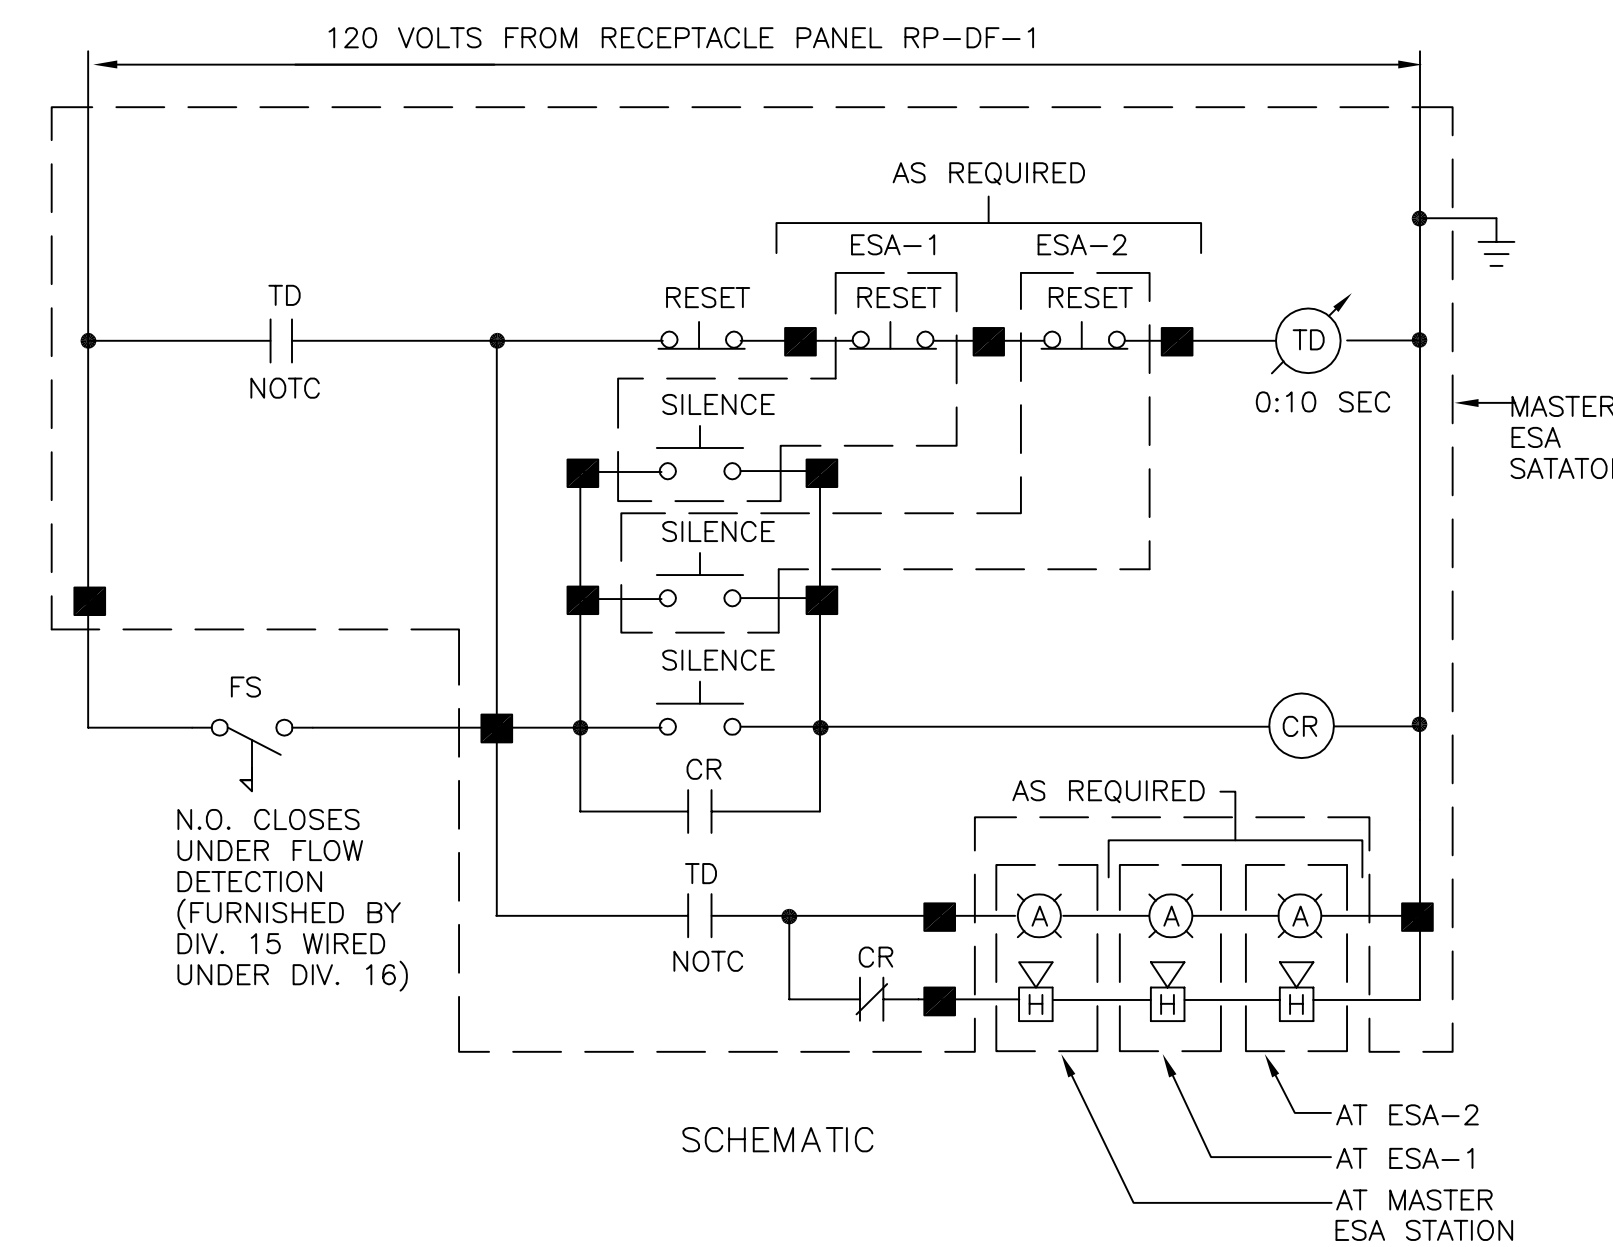 120 VOLTS FROM RECEPTACLE PANEL RP-DF-1
AS REQUIRED
ESA-1
ESA-2
TD
RESET
RESET
RESET
TD
NOTC
0:10 SEC
SILENCE
MASTER
ESA
SILENCE
SILENCE
FS
CR
CR
N.O. CLOSES
UNDER FLOW
DETECTION
(FURNISHED BY
DIV. 15 WIRED
UNDER DIV. 16)
AS REQUIRED
TD
NOTC
A
A
A
CR
H
H
H
AT ESA-2
AT ESA-1
AT MASTER
ESA STATION
SCHEMATIC